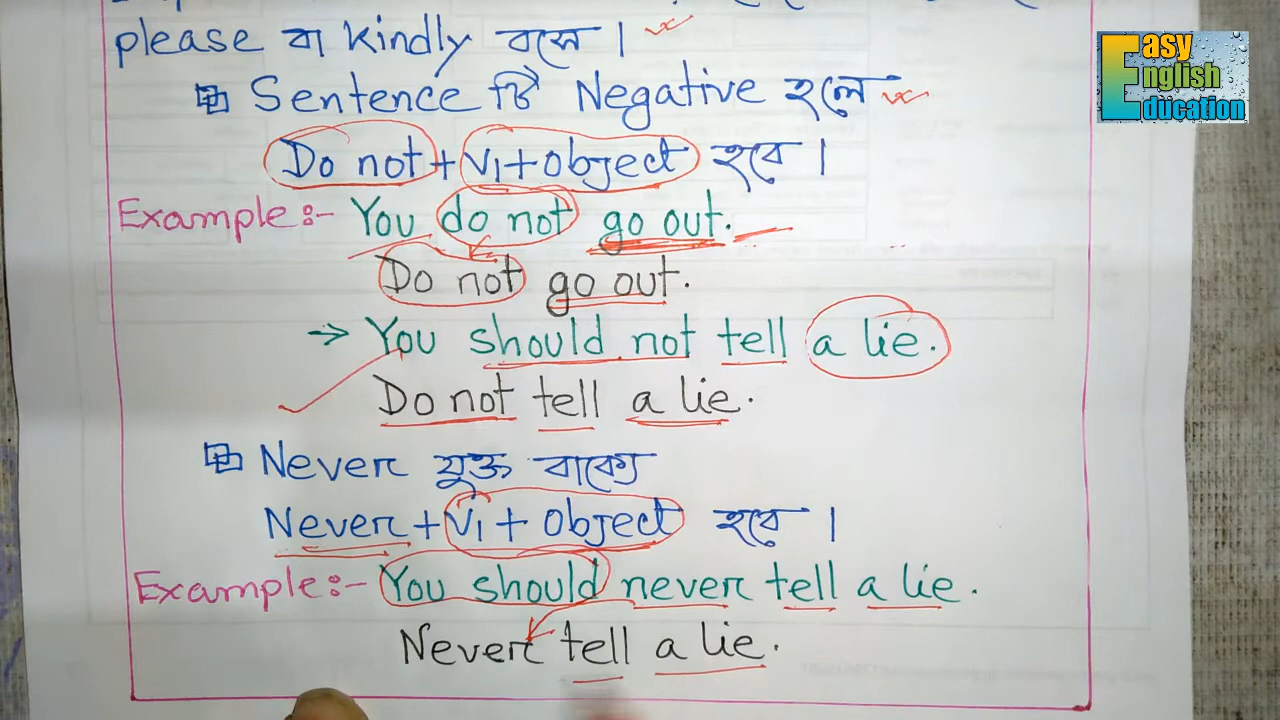 please বা kindly বসে।
Sentence টি Negative হলে
Do not + V1 + object হবে।
Example:- You do not go out.
Do not go out.
→ You should not tell a lie.
Do not tell a lie.
Never যুক্ত বাক্যে
Never + V1 + object হবে।
Example:- You should never tell a lie.
Never tell a lie.
Easy
English
Education